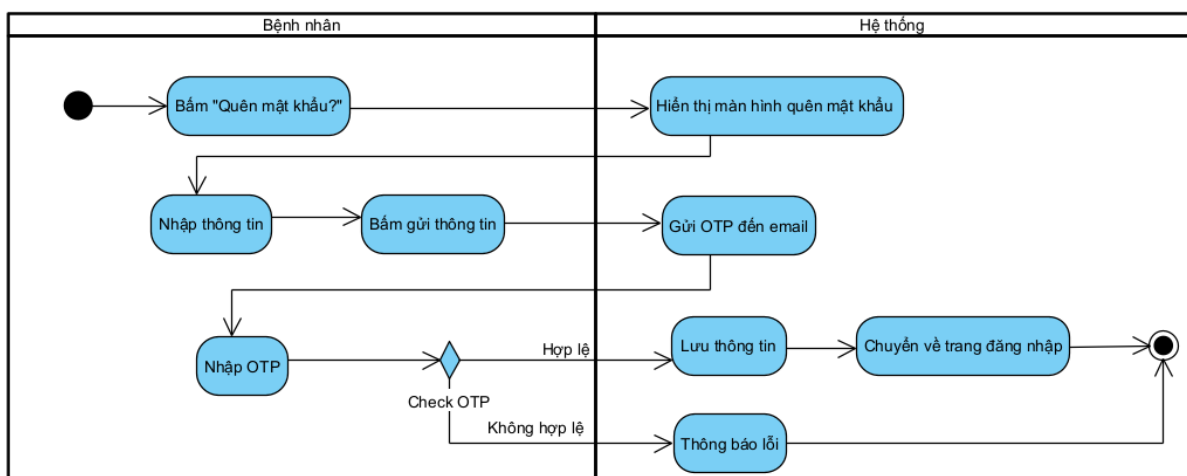 Bệnh nhân
Hệ thống
Bấm "Quên mật khẩu?"
Hiển thị màn hình quên mật khẩu
Nhập thông tin
Bấm gửi thông tin
Gửi OTP đến email
Nhập OTP
Check OTP
Hợp lệ
Lưu thông tin
Chuyển về trang đăng nhập
Không hợp lệ
Thông báo lỗi